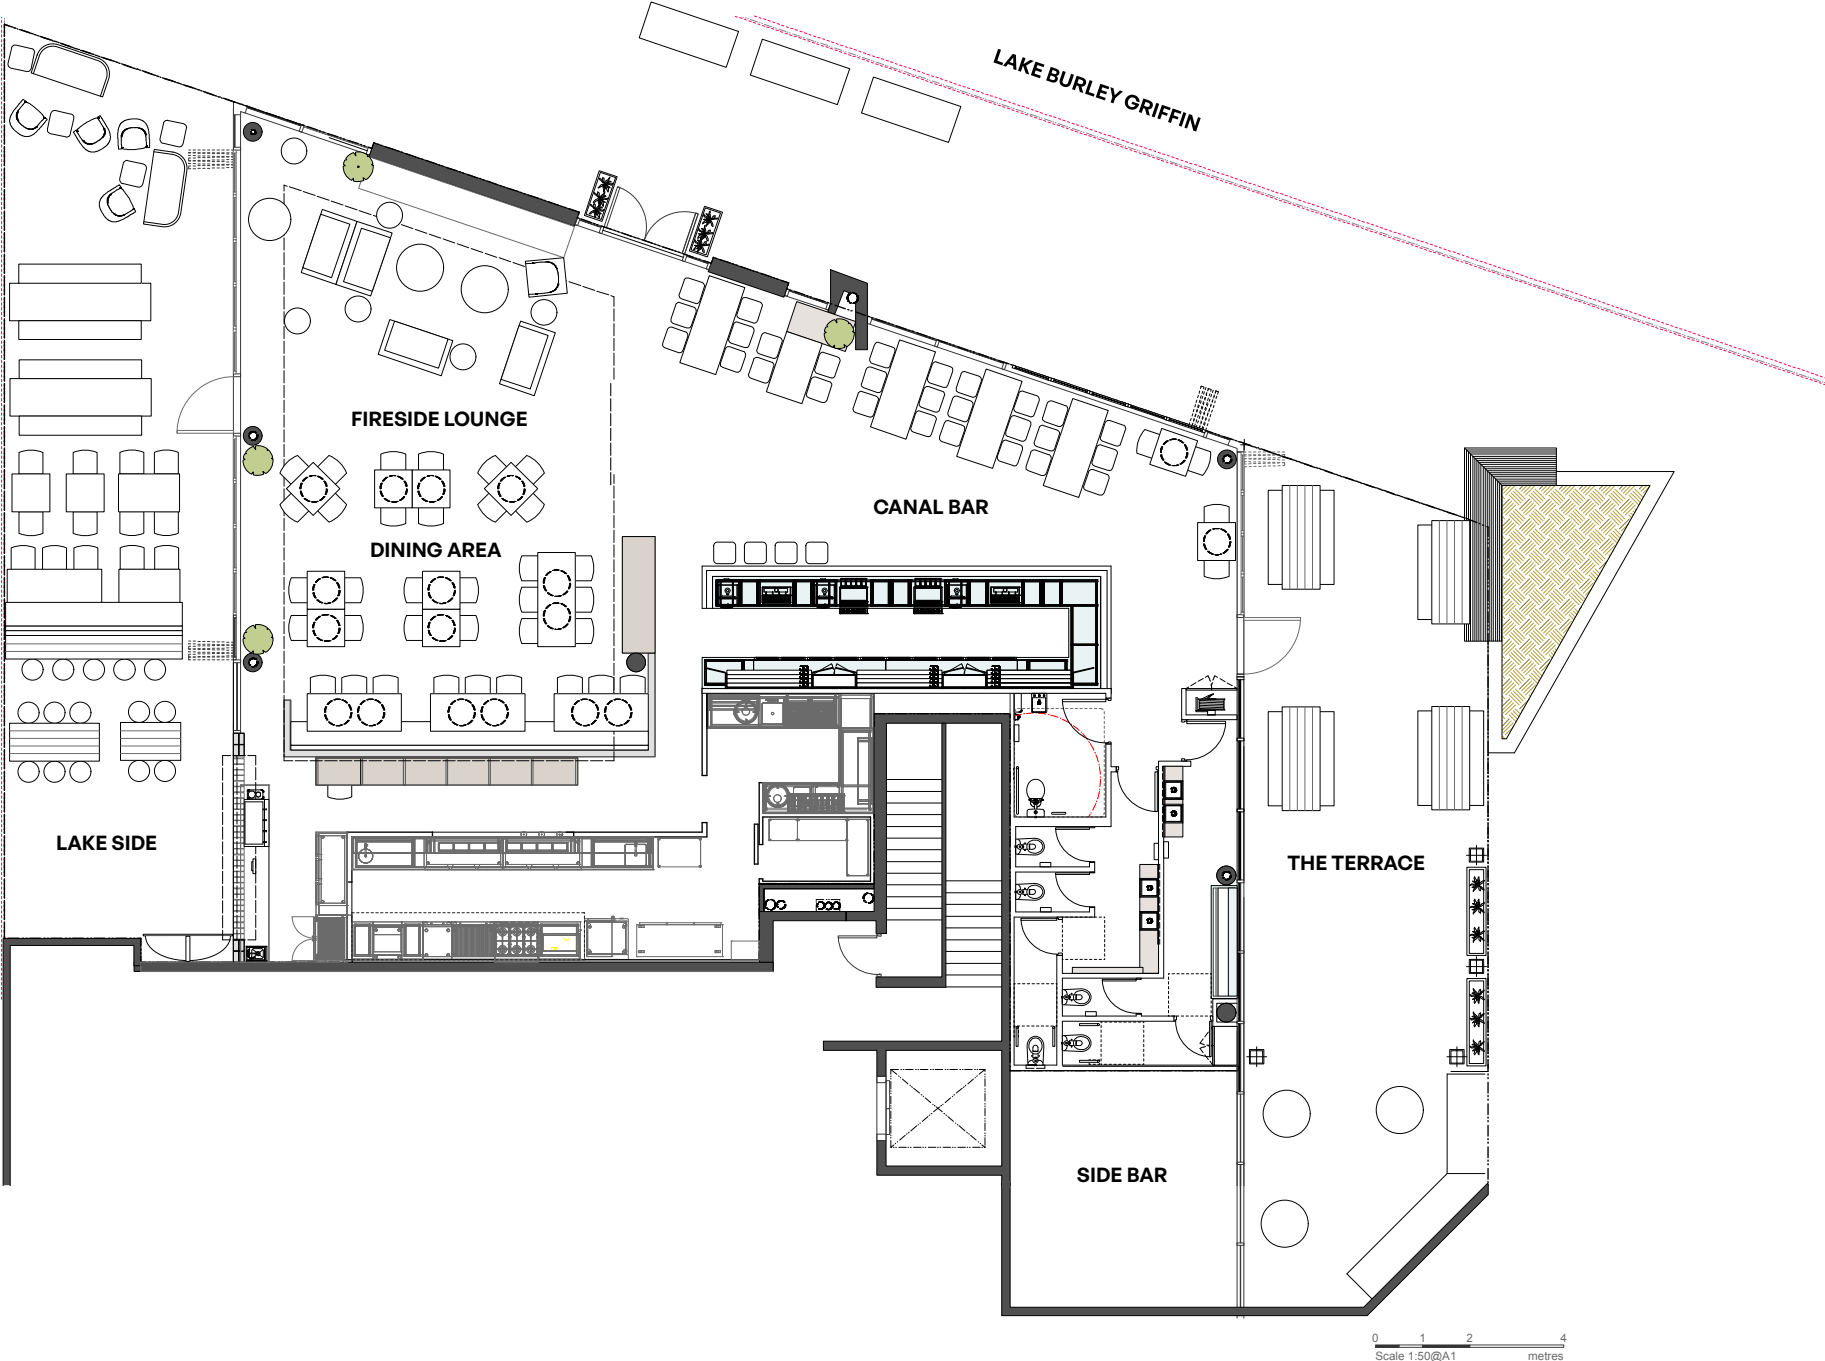 LAKE BURLEY GRIFFIN
FIRESIDE LOUNGE
CANAL BAR
DINING AREA
LAKE SIDE
THE TERRACE
SIDE BAR
0 1 2 4
Scale 1:50@A1 metres